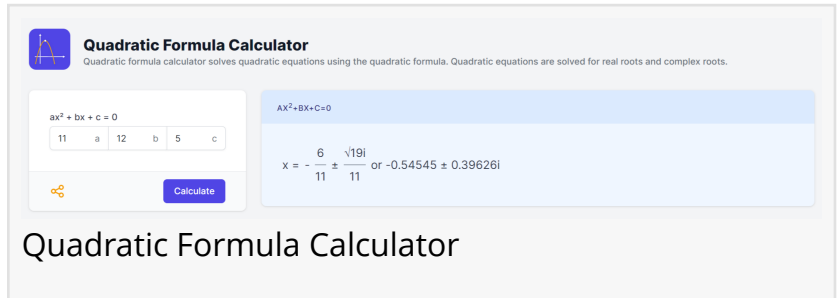 Quadratic Formula Calculator
Quadratic formula calculator solves quadratic equations using the quadratic formula. Quadratic equations are solved for real roots and complex roots.
ax² + bx + c = 0
11 a 12 b 5 c
Calculate
AX²+BX+C=0
x = - 6/11 ± √19i/11 or -0.54545 ± 0.39626i
Quadratic Formula Calculator